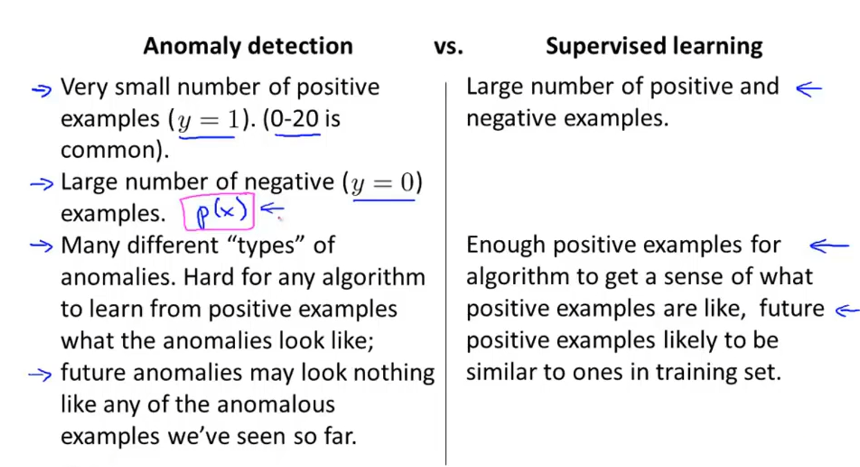 Anomaly detection vs. Supervised learning
Very small number of positive
examples (y = 1). (0-20 is
common).
Large number of negative (y = 0)
examples. p(x)
Many different “types” of
anomalies. Hard for any algorithm
to learn from positive examples
what the anomalies look like;
future anomalies may look nothing
like any of the anomalous
examples we’ve seen so far.
Large number of positive and
negative examples.
Enough positive examples for
algorithm to get a sense of what
positive examples are like, future
positive examples likely to be
similar to ones in training set.